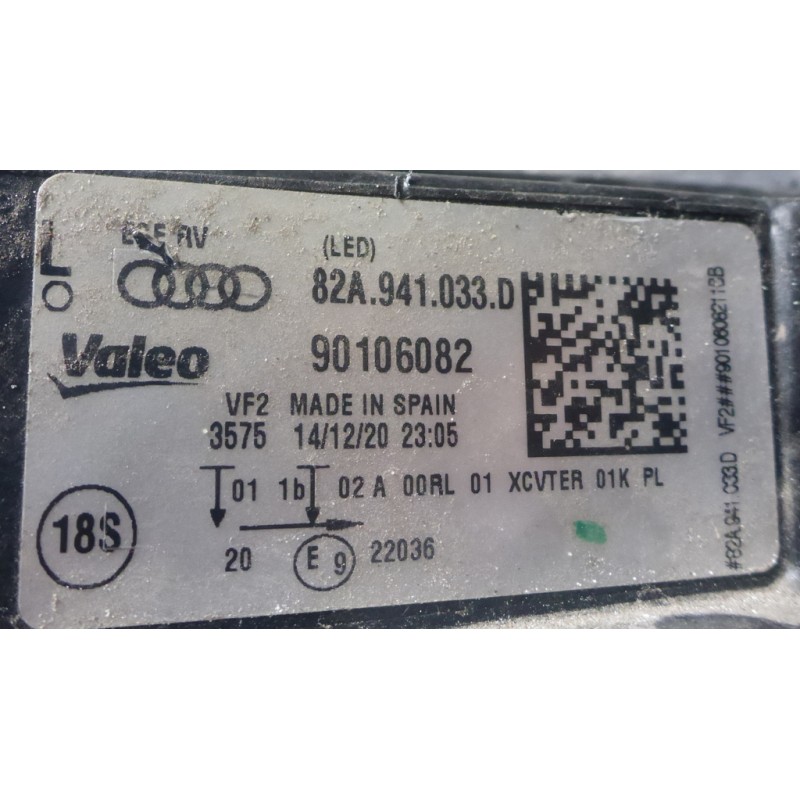 L
ECE RV
(LED)
82A.941.033.D
Valeo
90106082
VF2 MADE IN SPAIN
3575 14/12/20 23:05
01 1b 02 A 00RL 01 XCVTER 01K PL
18S
20 E 9 22036
#82A.941.033.D VF2###9010608211CB